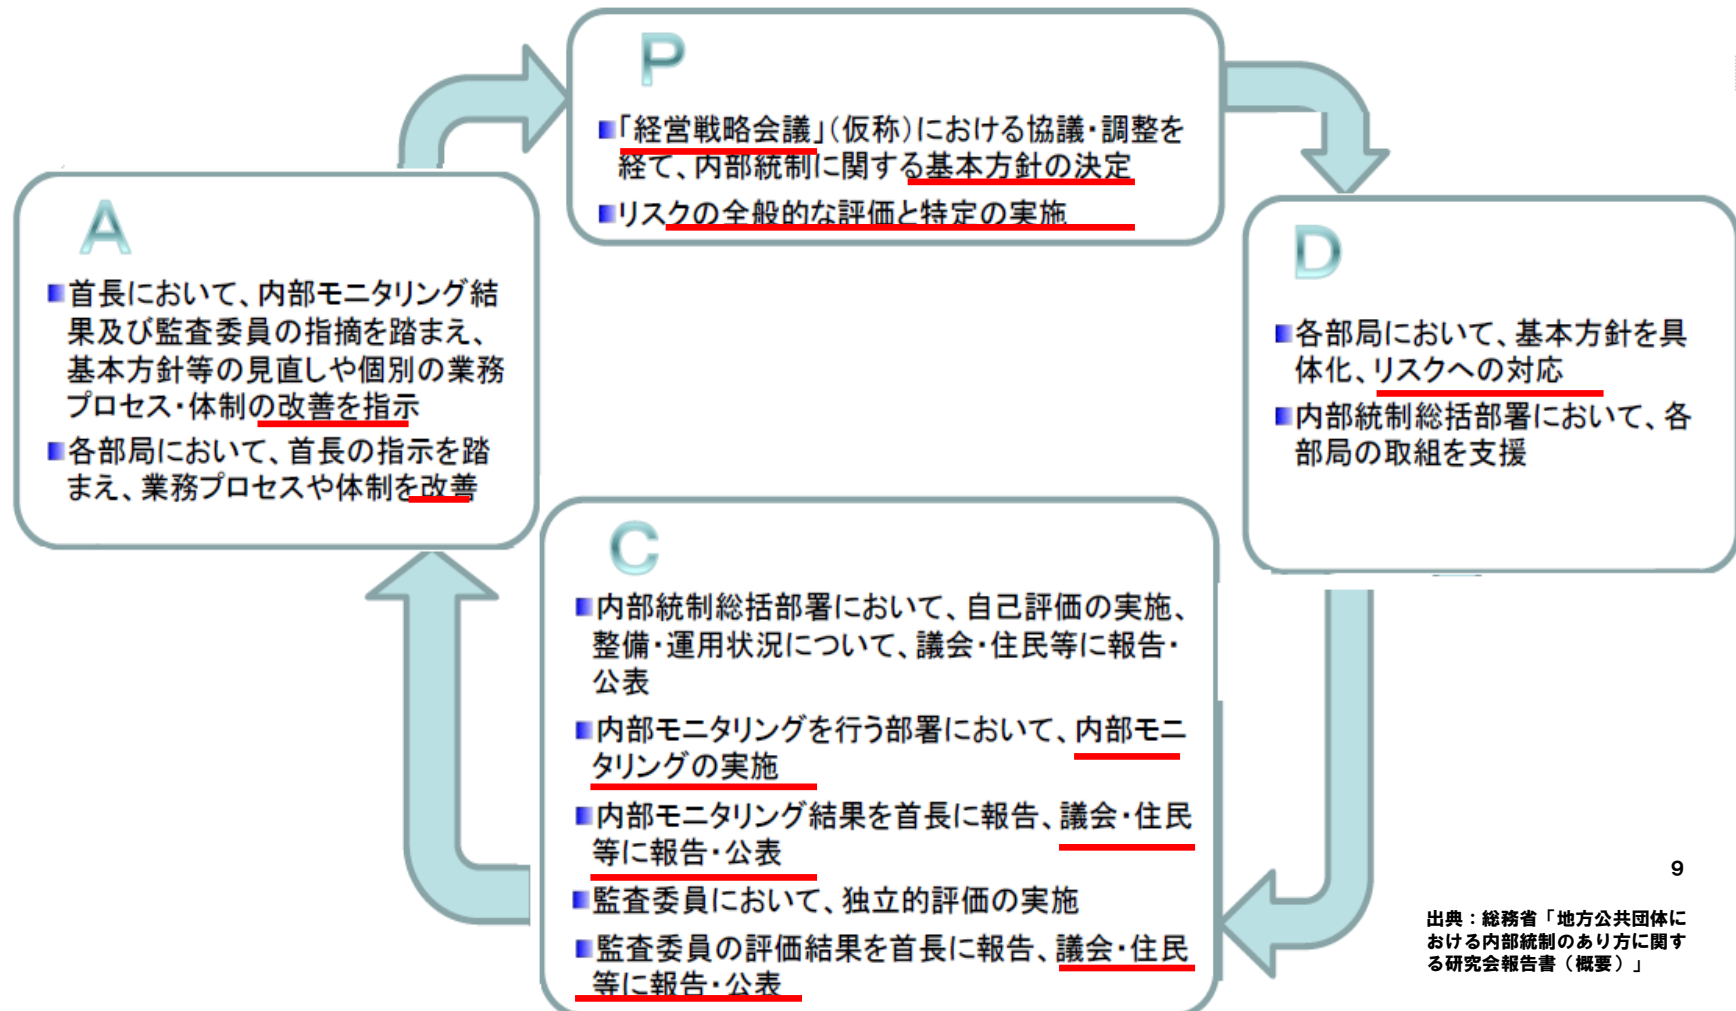 P
■「経営戦略会議」（仮称）における協議・調整を
経て、内部統制に関する基本方針の決定
■リスクの全般的な評価と特定の実施
D
■各部局において、基本方針を具
体化、リスクへの対応
■内部統制総括部署において、各
部局の取組を支援
C
■内部統制総括部署において、自己評価の実施、
整備・運用状況について、議会・住民等に報告・
公表
■内部モニタリングを行う部署において、内部モニ
タリングの実施
■内部モニタリング結果を首長に報告、議会・住民
等に報告・公表
■監査委員において、独立的評価の実施
■監査委員の評価結果を首長に報告、議会・住民
等に報告・公表
A
■首長において、内部モニタリング結
果及び監査委員の指摘を踏まえ、
基本方針等の見直しや個別の業務
プロセス・体制の改善を指示
■各部局において、首長の指示を踏
まえ、業務プロセスや体制を改善
9
出典：総務省「地方公共団体に
おける内部統制のあり方に関す
る研究会報告書（概要）」